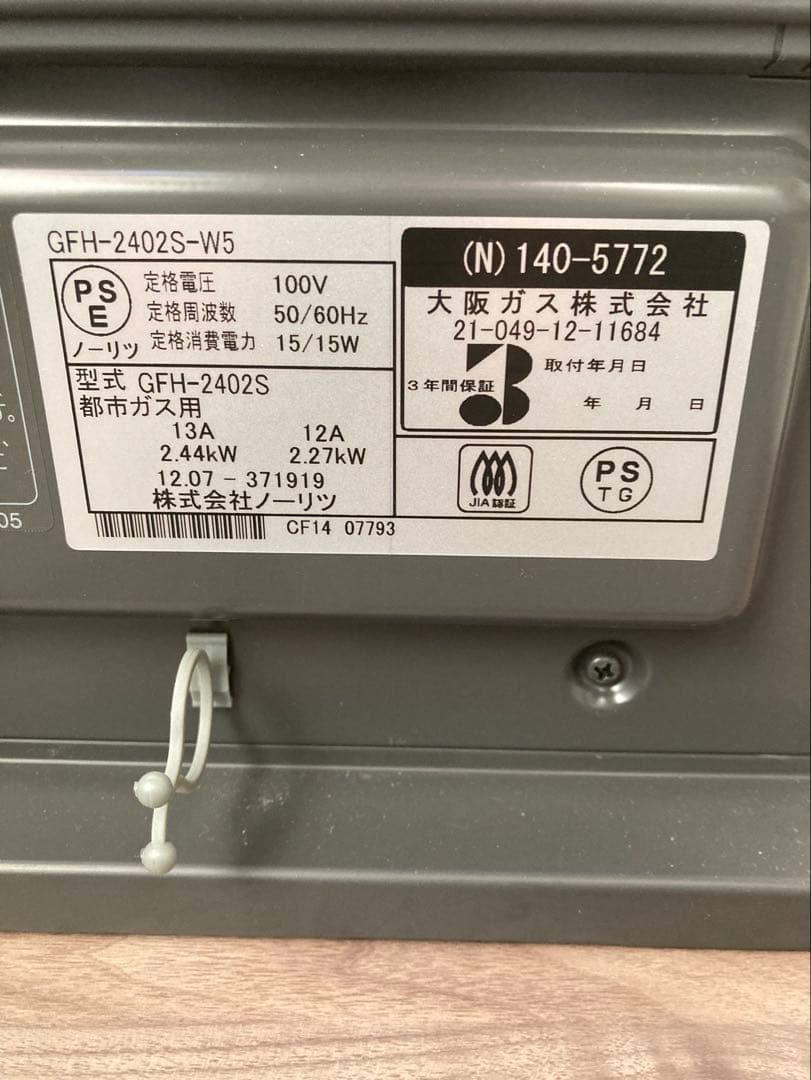 GFH-2402S-W5
PS
E
ノーリツ
定格電圧 100V
定格周波数 50/60Hz
定格消費電力 15/15W
型式 GFH-2402S
都市ガス用
13A 12A
2.44kW 2.27kW
12.07 - 371919
株式会社ノーリツ
CF14 07793
(N) 140-5772
大阪ガス株式会社
21-049-12-11684
3年間保証
3
取付年月日
年 月 日
JIA認証
PS
TG
05